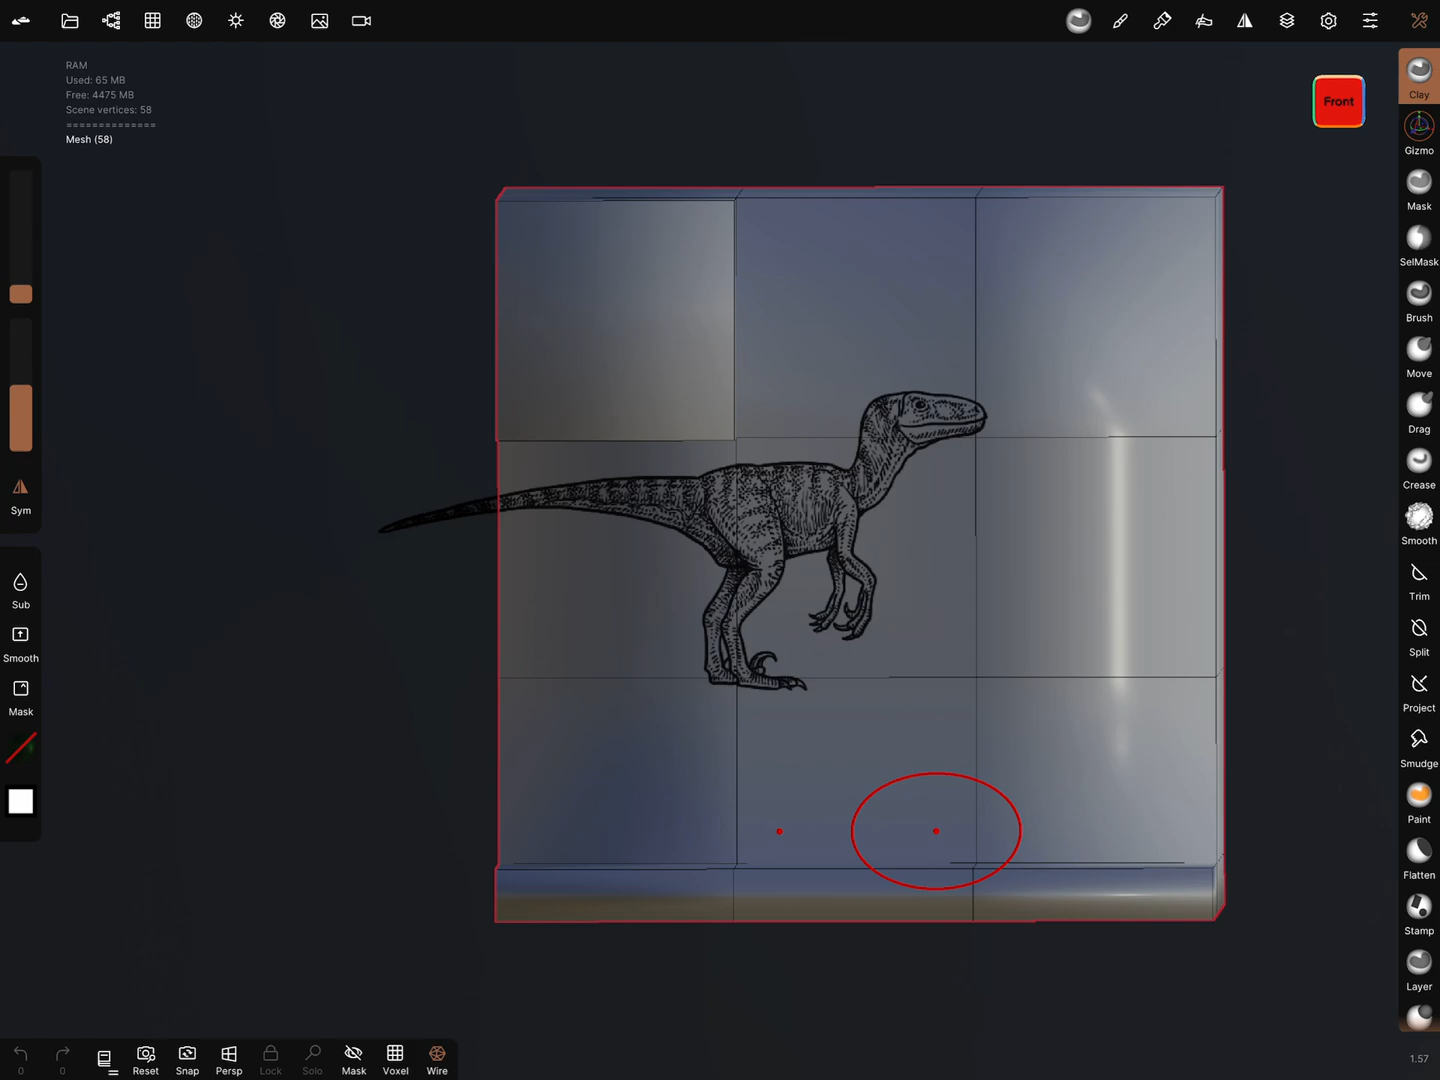 RAM
Used: 65 MB
Free: 4475 MB
Scene vertices: 58
==============
Mesh (58)
Front
Sym
Sub
Smooth
Mask
Clay
Gizmo
Mask
SelMask
Brush
Move
Drag
Crease
Smooth
Trim
Split
Project
Smudge
Paint
Flatten
Stamp
Layer
0
0
Reset
Snap
Persp
Lock
Solo
Mask
Voxel
Wire
1.57